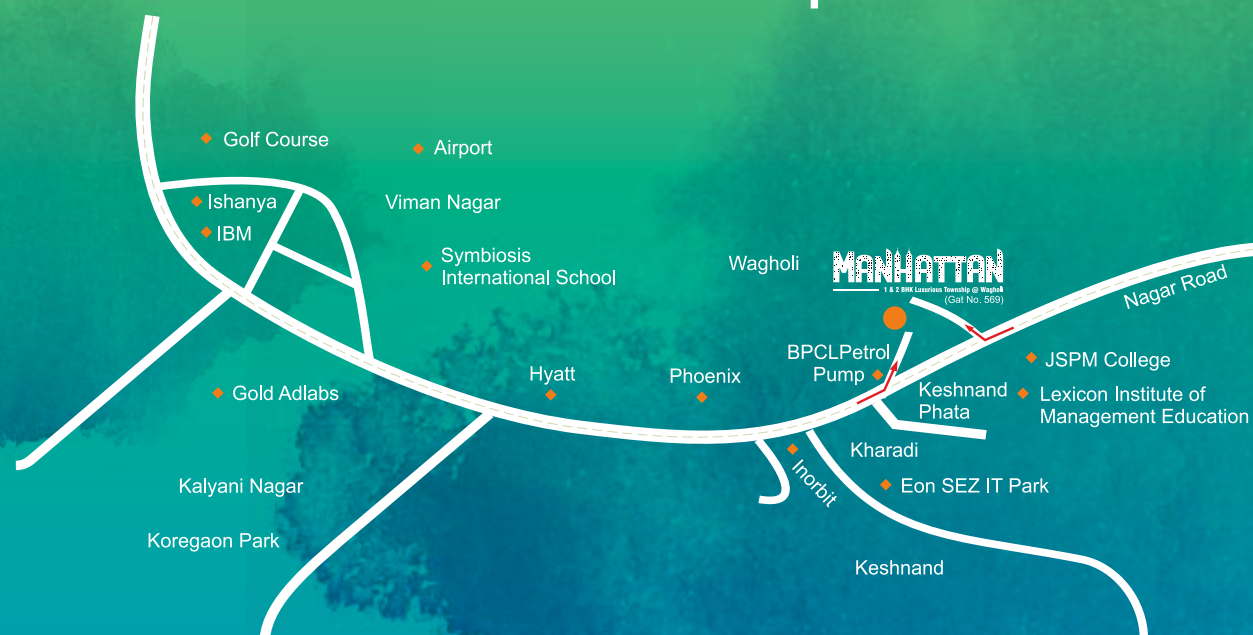 Golf Course
Airport
Ishanya
Viman Nagar
IBM
Symbiosis
International School
Wagholi
MANHATTAN
1 & 2 BHK Luxurious Township @ Wagholi
(Gat No. 569)
Nagar Road
BPCLPetrol
Pump
JSPM College
Hyatt
Phoenix
Keshnand
Phata
Lexicon Institute of
Management Education
Gold Adlabs
Kharadi
Inorbit
Eon SEZ IT Park
Kalyani Nagar
Koregaon Park
Keshnand